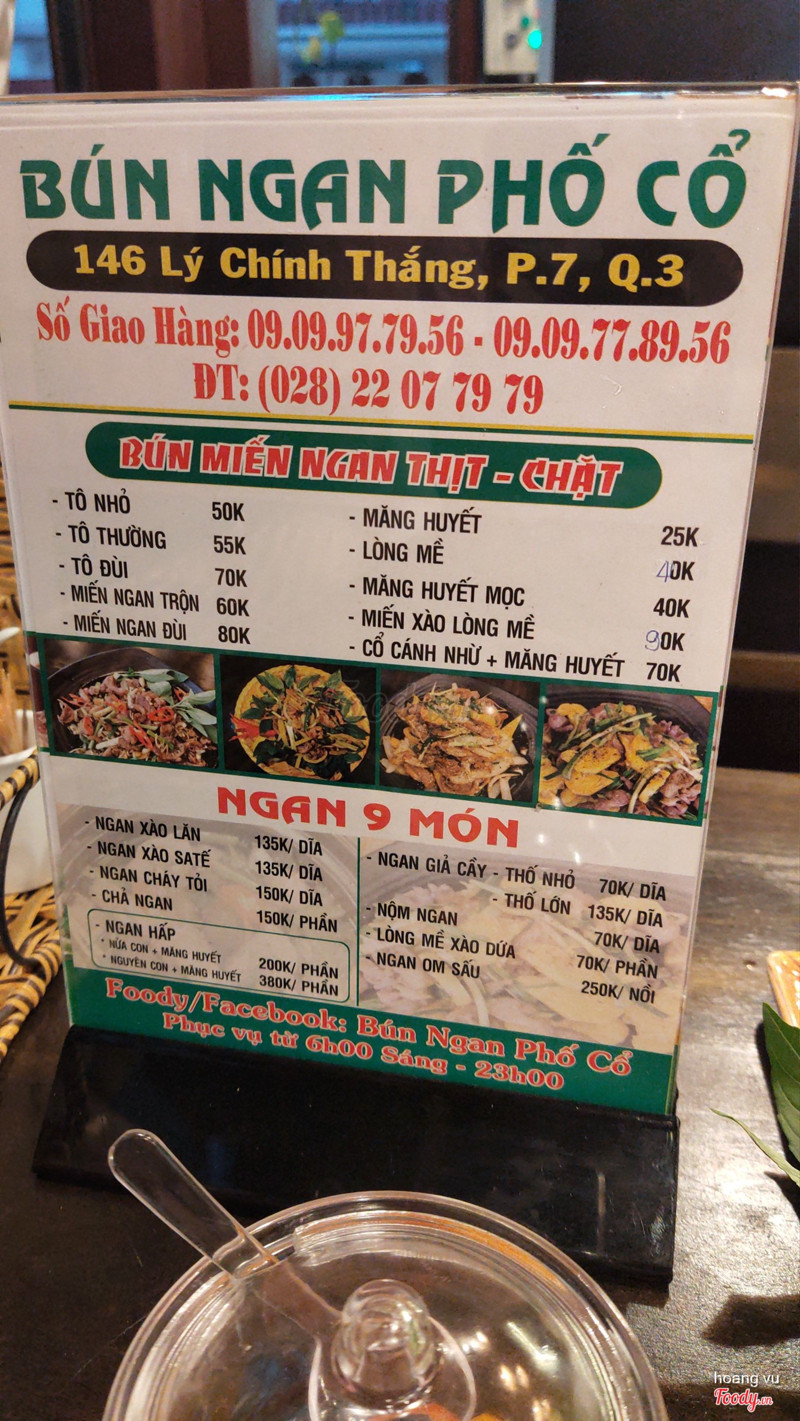 BÚN NGAN PHỐ CỔ
146 Lý Chính Thắng, P.7, Q.3
Số Giao Hàng: 09.09.97.79.56 - 09.09.77.89.56
ĐT: (028) 22 07 79 79
BÚN MIẾN NGAN THỊT - CHẶT
- TÔ NHỎ 50K
- TÔ THƯỜNG 55K
- TÔ ĐÙI 70K
- MIẾN NGAN TRỘN 60K
- MIẾN NGAN ĐÙI 80K
- MĂNG HUYẾT 25K
- LÒNG MỀ 40K
- MĂNG HUYẾT MỌC 40K
- MIẾN XÀO LÒNG MỀ 90K
- CỔ CÁNH NHỪ + MĂNG HUYẾT 70K
NGAN 9 MÓN
- NGAN XÀO LĂN 135K/ DĨA
- NGAN XÀO SATẾ 135K/ DĨA
- NGAN CHÁY TỎI 150K/ DĨA
- CHẢ NGAN 150K/ PHẦN
- NGAN HẤP
* NỬA CON + MĂNG HUYẾT 200K/ PHẦN
* NGUYÊN CON + MĂNG HUYẾT 380K/ PHẦN
- NGAN GIẢ CẦY - THỐ NHỎ 70K/ DĨA
- THỐ LỚN 135K/ DĨA
- NỘM NGAN 70K/ DĨA
- LÒNG MỀ XÀO DỨA 70K/ PHẦN
- NGAN OM SẤU 250K/ NỒI
Foody/Facebook: Bún Ngan Phố Cổ
Phục vụ từ 6h00 Sáng - 23h00
hoang vu
Foody.vn